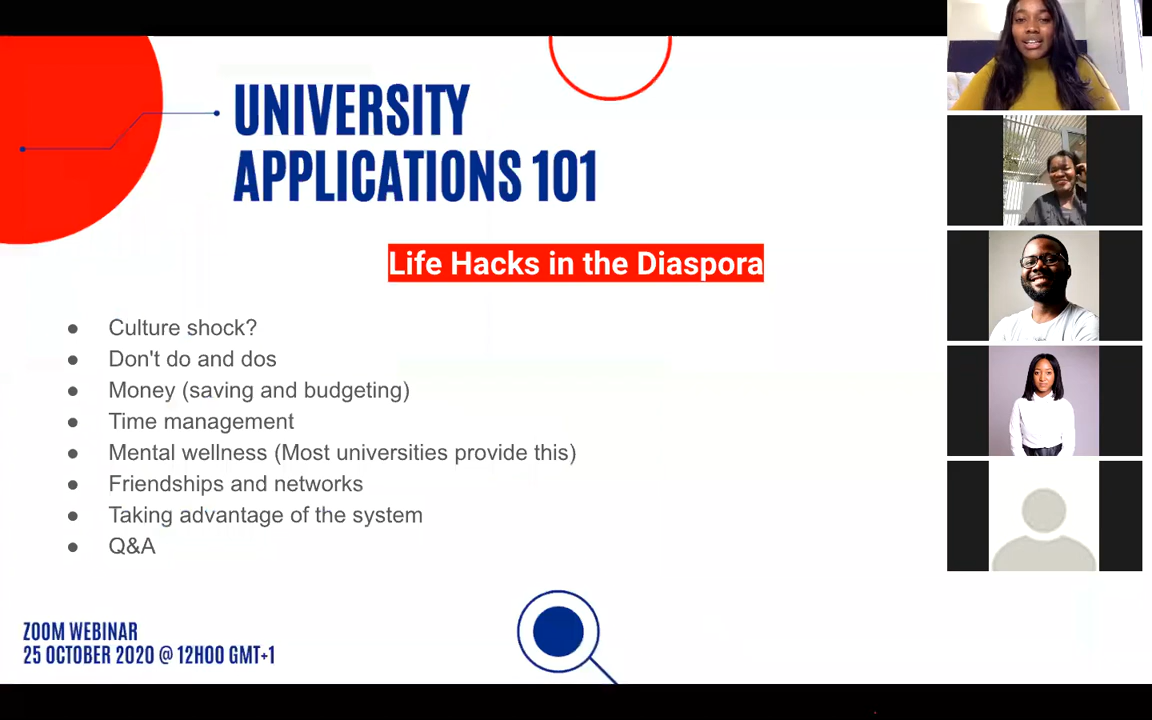 UNIVERSITY
APPLICATIONS 101
Life Hacks in the Diaspora
● Culture shock?
● Don't do and dos
● Money (saving and budgeting)
● Time management
● Mental wellness (Most universities provide this)
● Friendships and networks
● Taking advantage of the system
● Q&A
ZOOM WEBINAR
25 OCTOBER 2020 @ 12H00 GMT+1